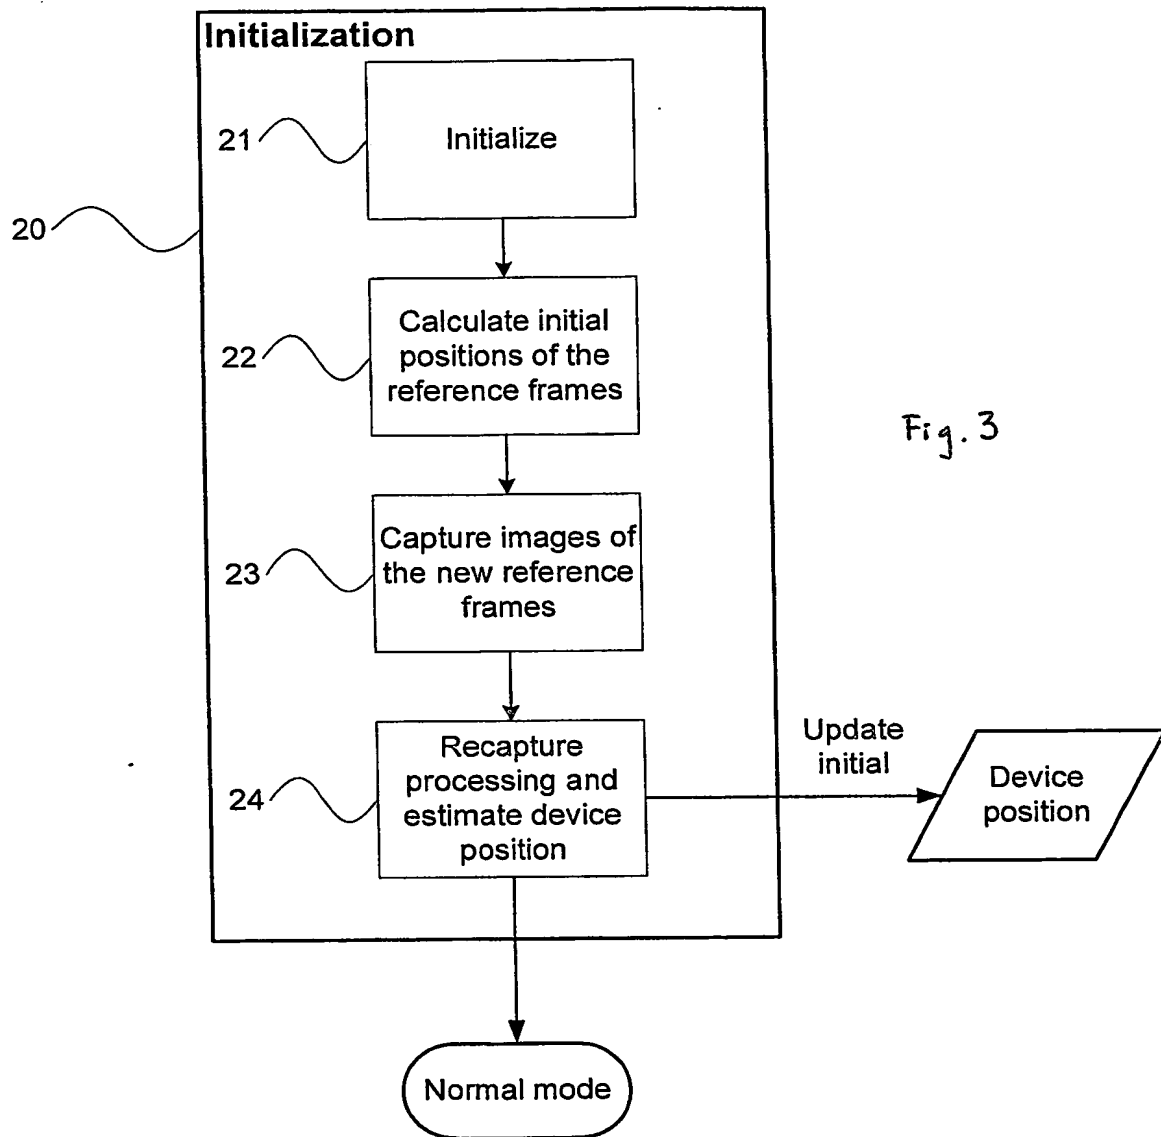 Initialization
21
Initialize
20
22
Calculate initial
positions of the
reference frames
Fig. 3
23
Capture images of
the new reference
frames
24
Recapture
processing and
estimate device
position
Update
initial
Device
position
Normal mode